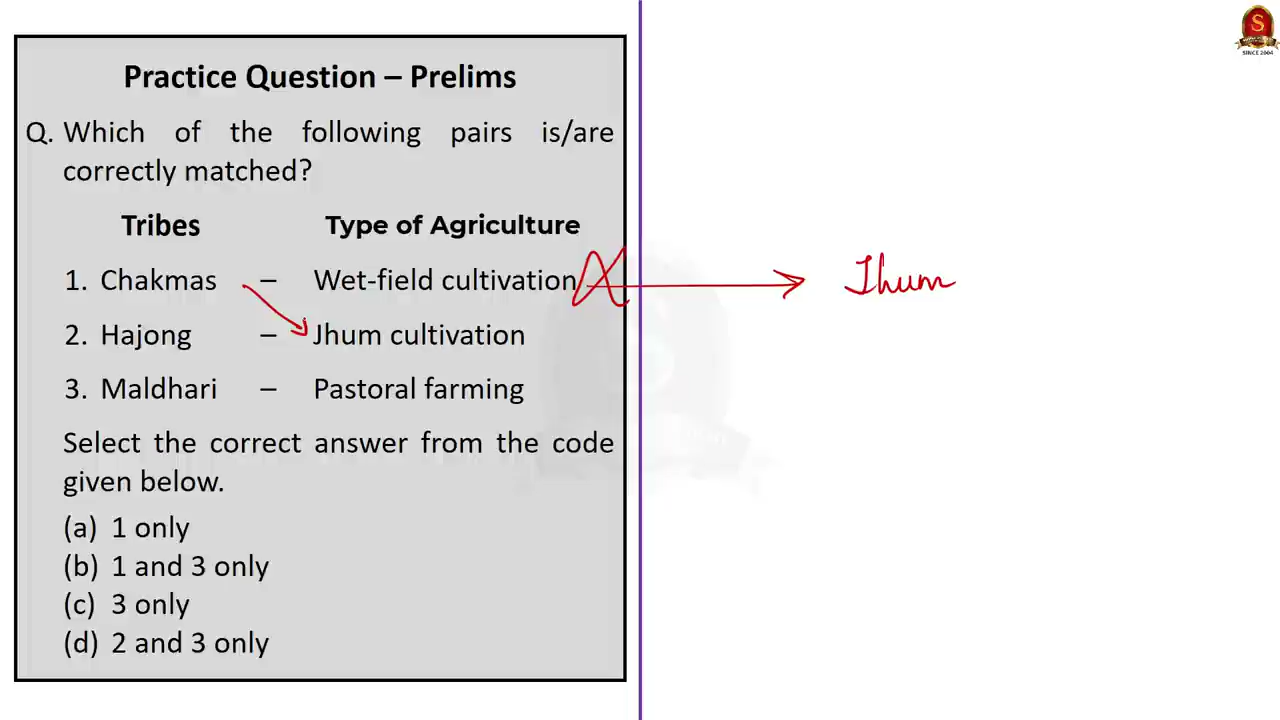 Practice Question – Prelims
Q. Which of the following pairs is/are
correctly matched?
Tribes Type of Agriculture
1. Chakmas – Wet-field cultivation
Jhum
2. Hajong – Jhum cultivation
3. Maldhari – Pastoral farming
Select the correct answer from the code
given below.
(a) 1 only
(b) 1 and 3 only
(c) 3 only
(d) 2 and 3 only
S
SINCE 2004